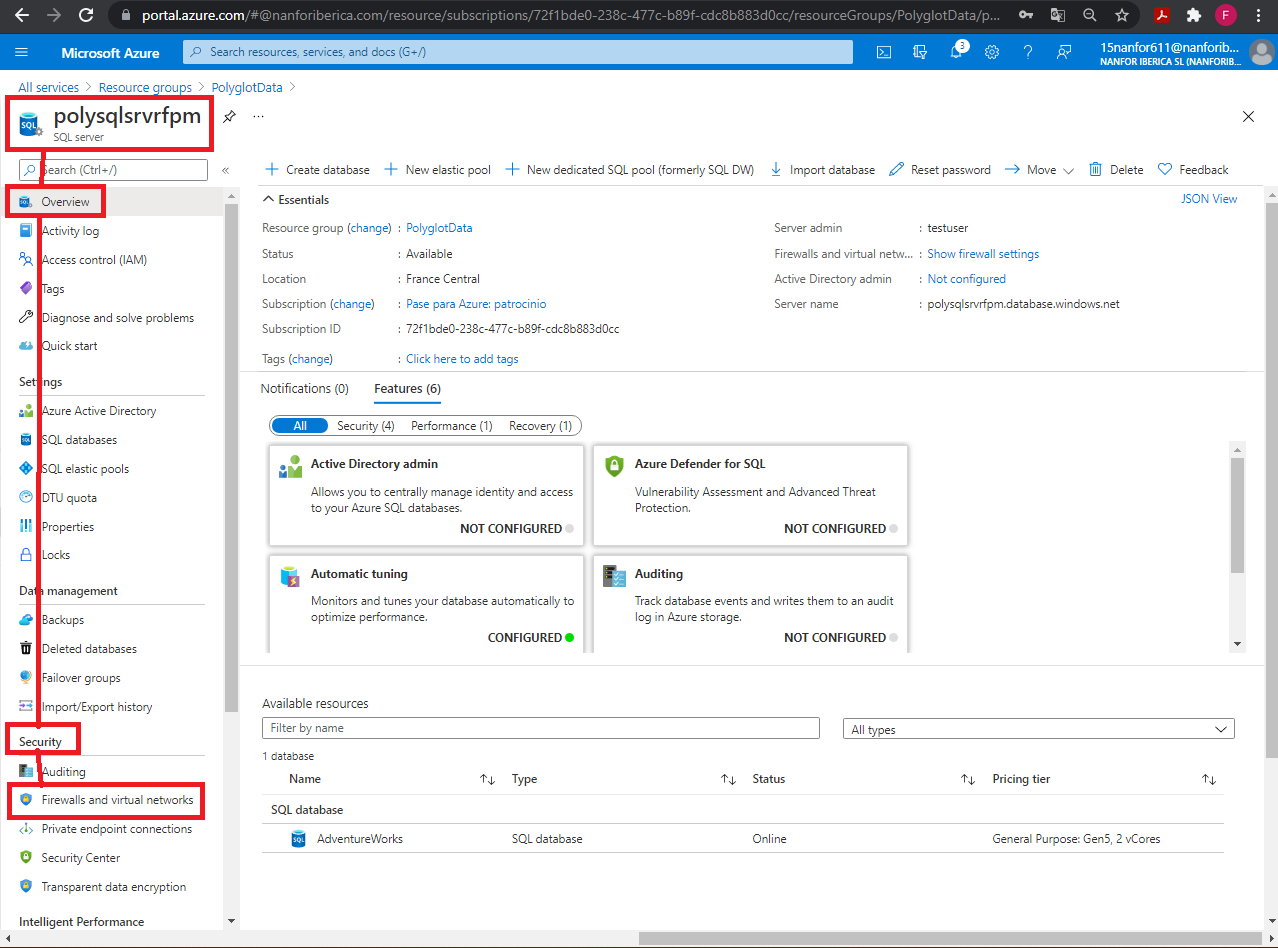 portal.azure.com/#@nanforiberica.com/resource/subscriptions/72f1bde0-238c-477c-b89f-cdc8b883d0cc/resourceGroups/PolyglotData/p...
F
Microsoft Azure
Search resources, services, and docs (G+/)
3
15nanfor611@nanforib...
NANFOR IBERICA SL (NANFORIB...
All services > Resource groups > PolyglotData >
polysqlsrvrfpm
SQL server
Search (Ctrl+/)
Overview
Activity log
Access control (IAM)
Tags
Diagnose and solve problems
Quick start
Settings
Azure Active Directory
SQL databases
SQL elastic pools
DTU quota
Properties
Locks
Data management
Backups
Deleted databases
Failover groups
Import/Export history
Security
Auditing
Firewalls and virtual networks
Private endpoint connections
Security Center
Transparent data encryption
Intelligent Performance
Create database
New elastic pool
New dedicated SQL pool (formerly SQL DW)
Import database
Reset password
Move
Delete
Feedback
Essentials
JSON View
Resource group (change) : PolyglotData
Status : Available
Location : France Central
Subscription (change) : Pase para Azure: patrocinio
Subscription ID : 72f1bde0-238c-477c-b89f-cdc8b883d0cc
Tags (change) : Click here to add tags
Server admin : testuser
Firewalls and virtual netw... : Show firewall settings
Active Directory admin : Not configured
Server name : polysqlsrvrfpm.database.windows.net
Notifications (0)
Features (6)
All
Security (4)
Performance (1)
Recovery (1)
Active Directory admin
Allows you to centrally manage identity and access
to your Azure SQL databases.
NOT CONFIGURED
Azure Defender for SQL
Vulnerability Assessment and Advanced Threat
Protection.
NOT CONFIGURED
Automatic tuning
Monitors and tunes your database automatically to
optimize performance.
CONFIGURED
Auditing
Track database events and writes them to an audit
log in Azure storage.
NOT CONFIGURED
Available resources
Filter by name
All types
1 database
Name
Type
Status
Pricing tier
SQL database
AdventureWorks
SQL database
Online
General Purpose: Gen5, 2 vCores